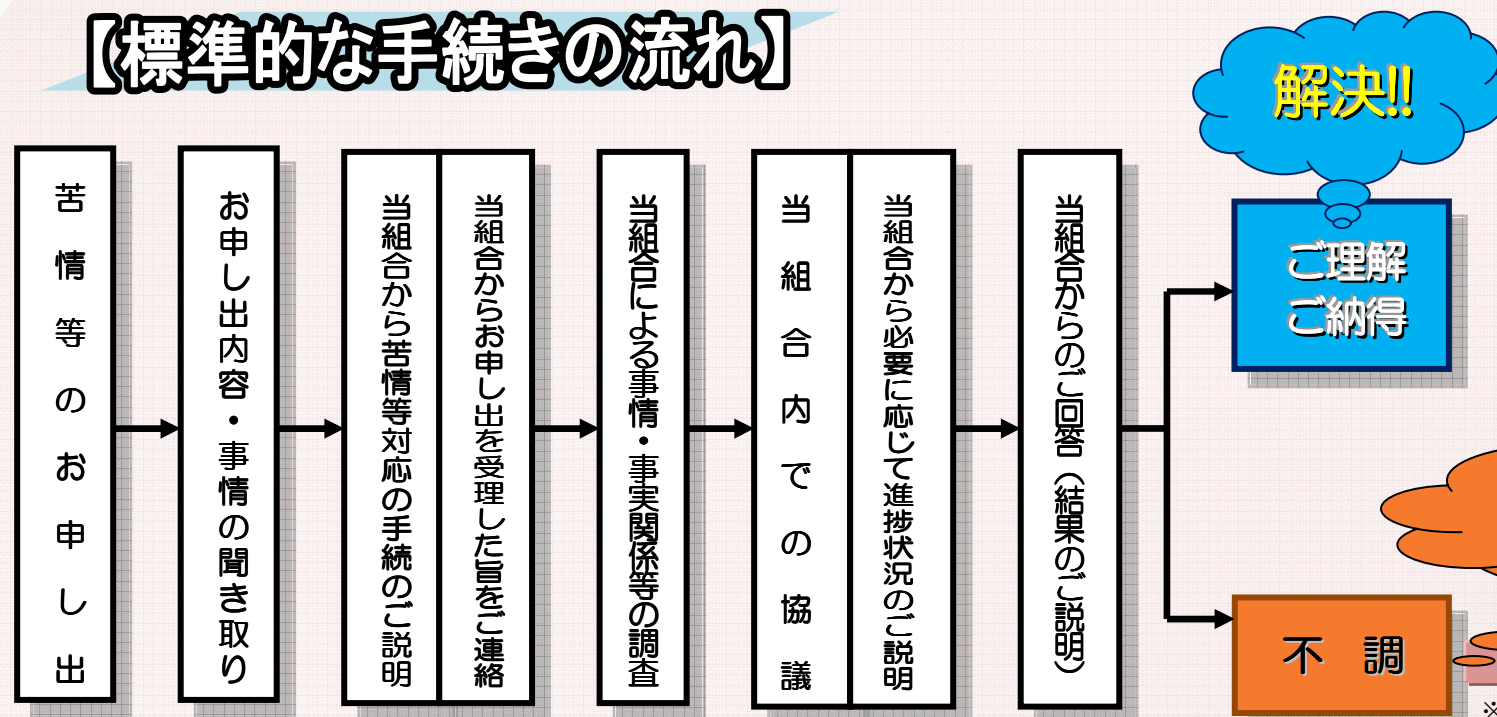 【標準的な手続きの流れ】
苦情等のお申し出
お申し出内容・事情の聞き取り
当組合から苦情等対応の手続のご説明
当組合からお申し出を受理した旨をご連絡
当組合による事情・事実関係等の調査
当組合内での協議
当組合から必要に応じて進捗状況のご説明
当組合からのご回答（結果のご説明）
解決!!
ご理解
ご納得
不調
※